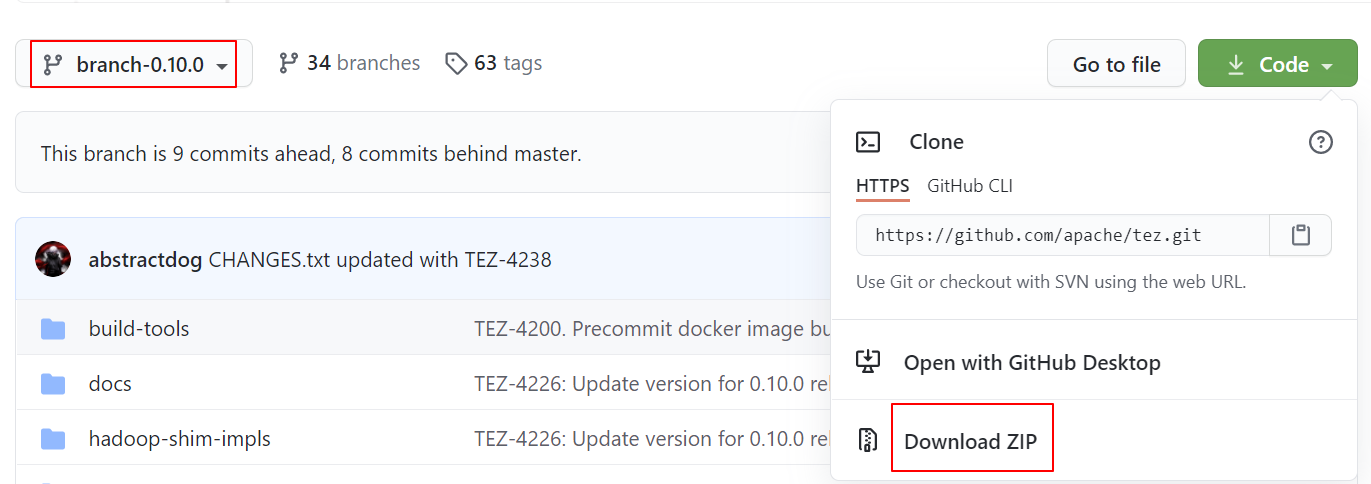 branch-0.10.0
34 branches
63 tags
Go to file
Code
This branch is 9 commits ahead, 8 commits behind master.
Clone
HTTPS
GitHub CLI
https://github.com/apache/tez.git
Use Git or checkout with SVN using the web URL.
abstractdog CHANGES.txt updated with TEZ-4238
build-tools
TEZ-4200. Precommit docker image bu
docs
TEZ-4226: Update version for 0.10.0 rel
hadoop-shim-impls
TEZ-4226: Update version for 0.10.0 rel
Open with GitHub Desktop
Download ZIP